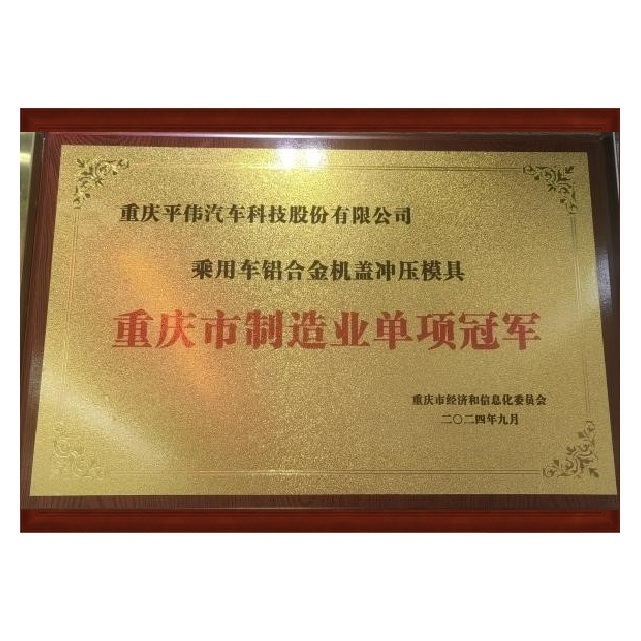 重庆平伟汽车科技股份有限公司
乘用车铝合金机盖冲压模具
重庆市制造业单项冠军
重庆市经济和信息化委员会
二〇二四年九月